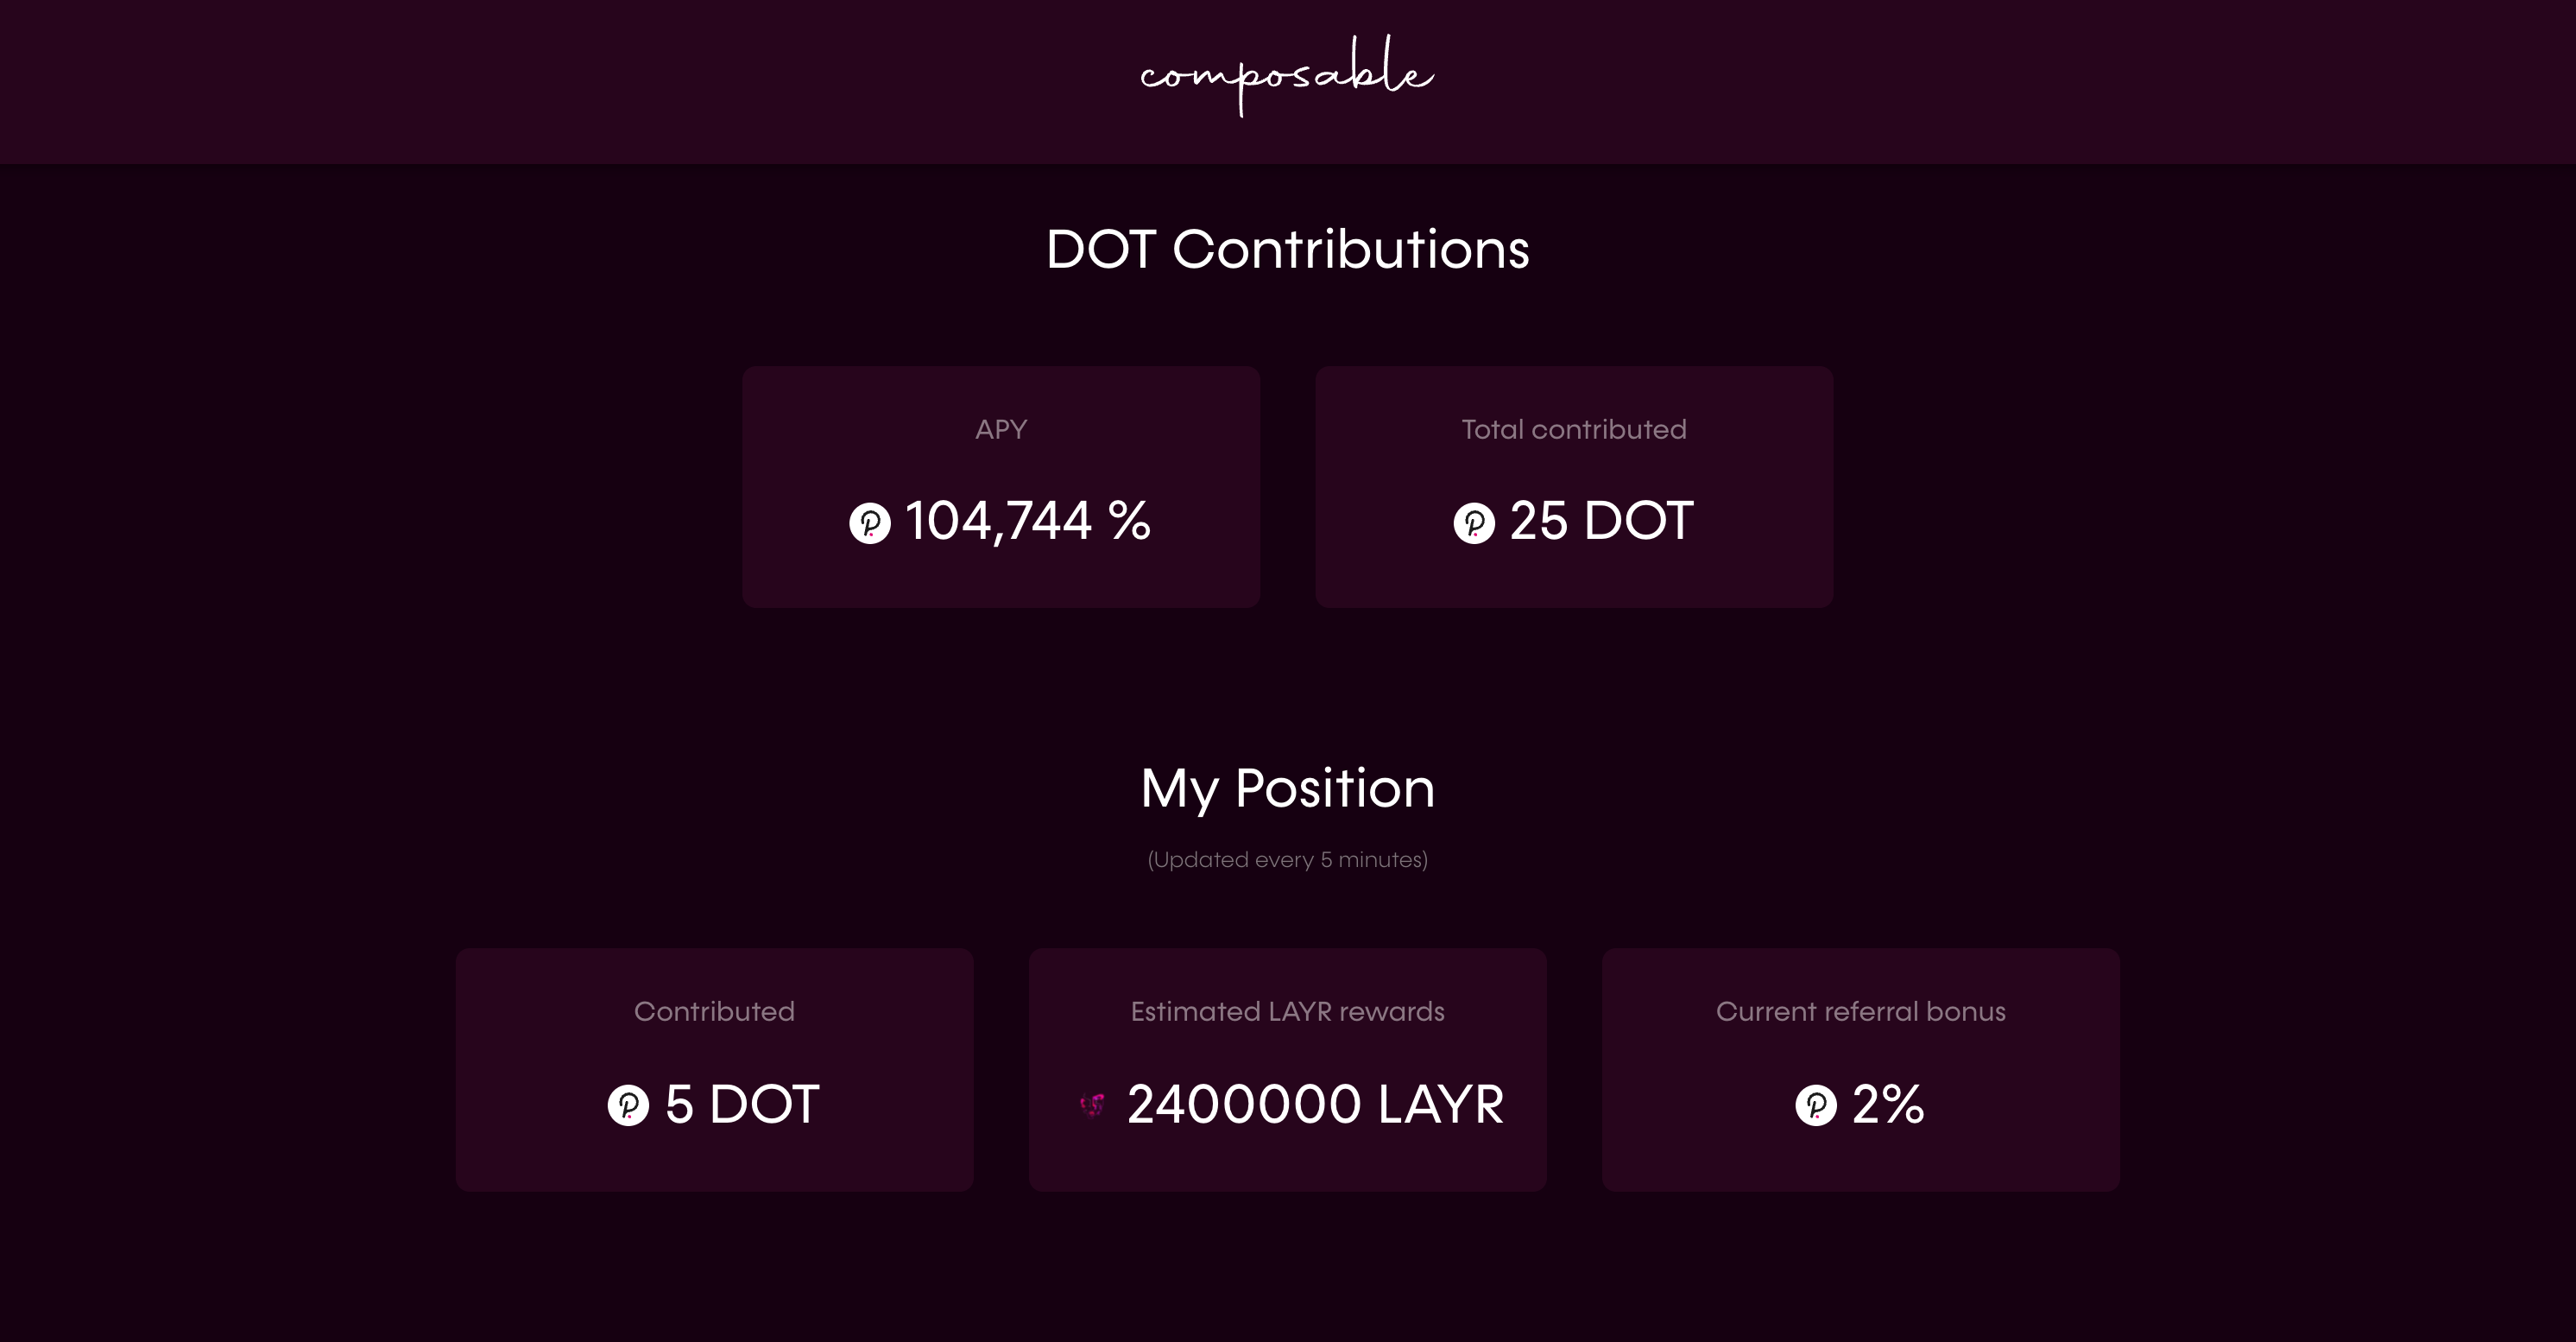 composable
DOT Contributions
APY
104,744 %
Total contributed
25 DOT
My Position
(Updated every 5 minutes)
Contributed
5 DOT
Estimated LAYR rewards
2400000 LAYR
Current referral bonus
2%